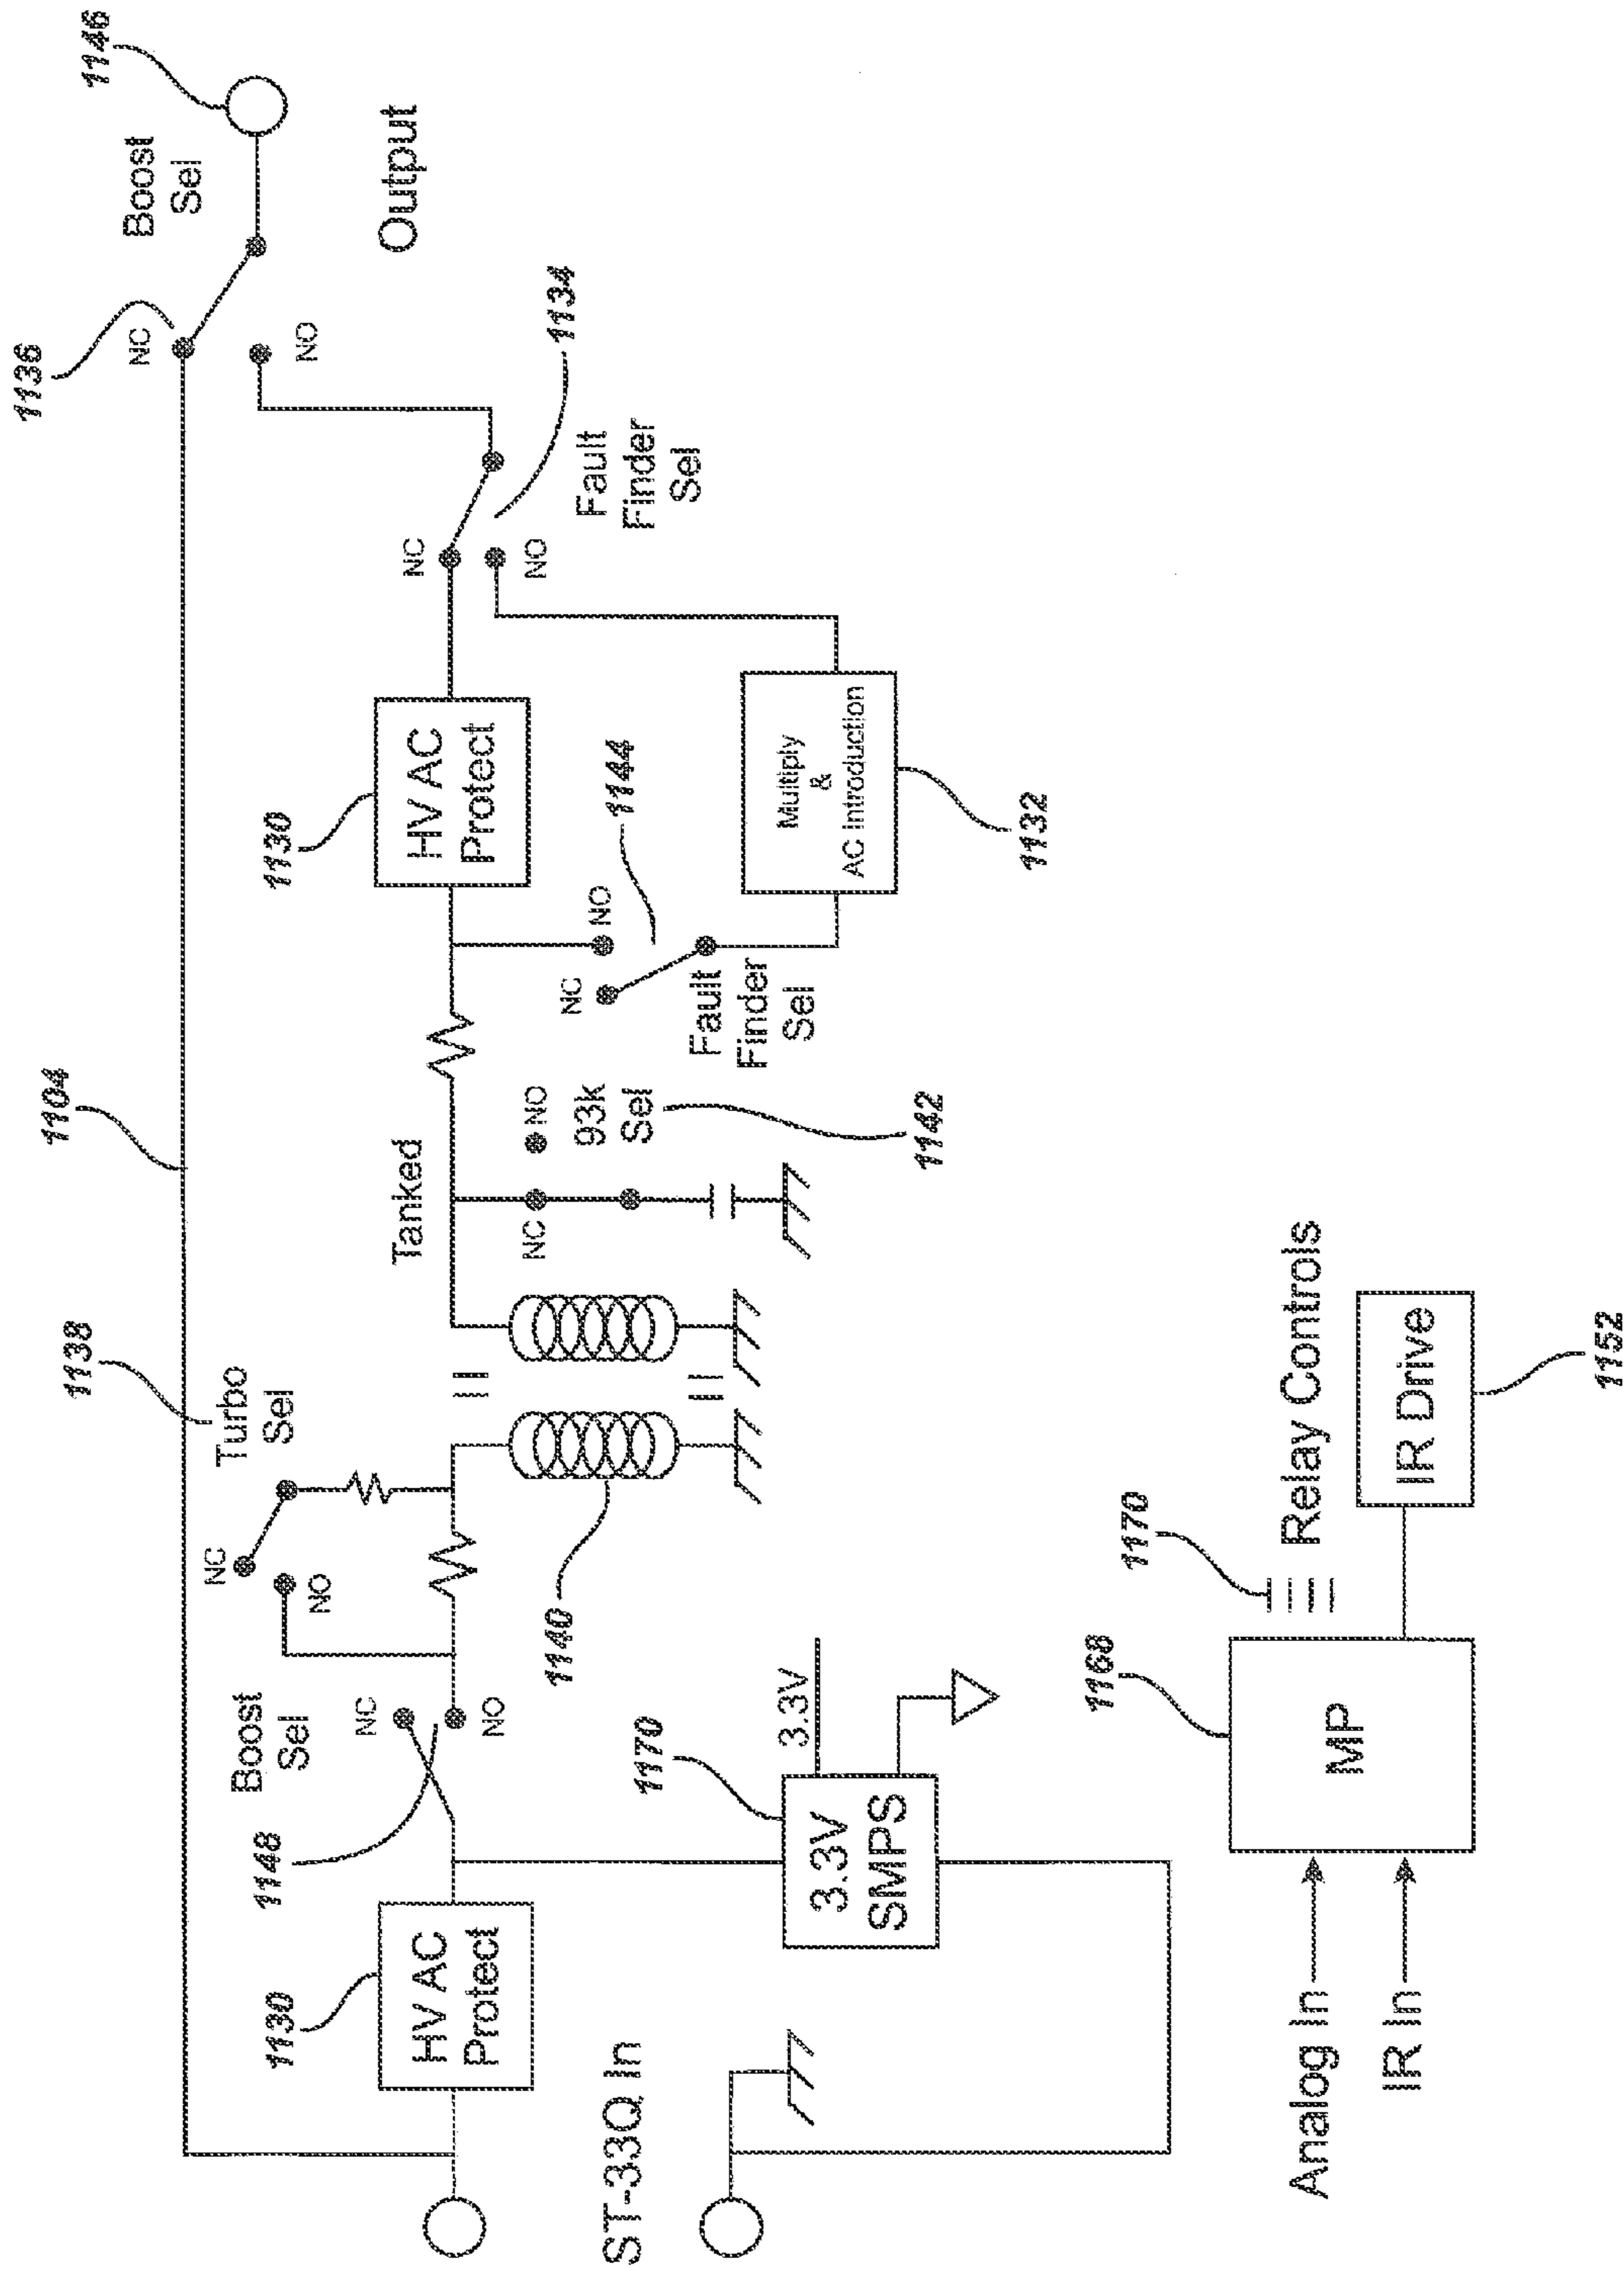 1104
1136
1146
NC
Boost
Sel
NO
Output
1138
Turbo
Sel
NC
NO
1148
Boost
Sel
NC
NO
1130
HV AC
Protect
1140
Tanked
NC
NO
93k
Sel
1142
1130
HV AC
Protect
NC
NO
1134
Fault
Finder
Sel
NC
NO
1144
Fault
Finder
Sel
Multiply
&
AC Introduction
1132
ST-33Q In
1170
3.3V
SMPS
3.3V
1168
MP
Analog In
IR In
1170
Relay Controls
IR Drive
1152